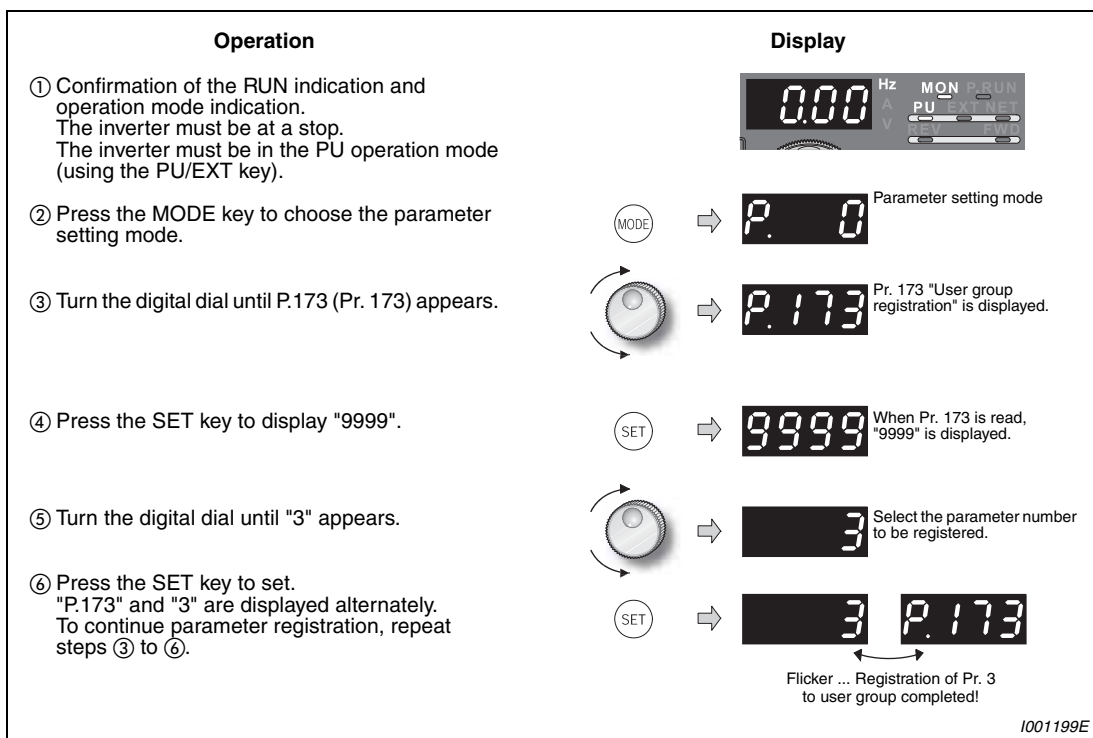 Operation
Display
① Confirmation of the RUN indication and
operation mode indication.
The inverter must be at a stop.
The inverter must be in the PU operation mode
(using the PU/EXT key).
0.00
Hz
A
V
MON P.RUN
PU EXT NET
REV FWD
② Press the MODE key to choose the parameter
setting mode.
MODE
P. 0
Parameter setting mode
③ Turn the digital dial until P.173 (Pr. 173) appears.
P.173
Pr. 173 "User group
registration" is displayed.
④ Press the SET key to display "9999".
SET
9999
When Pr. 173 is read,
"9999" is displayed.
⑤ Turn the digital dial until "3" appears.
3
Select the parameter number
to be registered.
⑥ Press the SET key to set.
"P.173" and "3" are displayed alternately.
To continue parameter registration, repeat
steps ③ to ⑥.
SET
3
P.173
Flicker ... Registration of Pr. 3
to user group completed!
I001199E